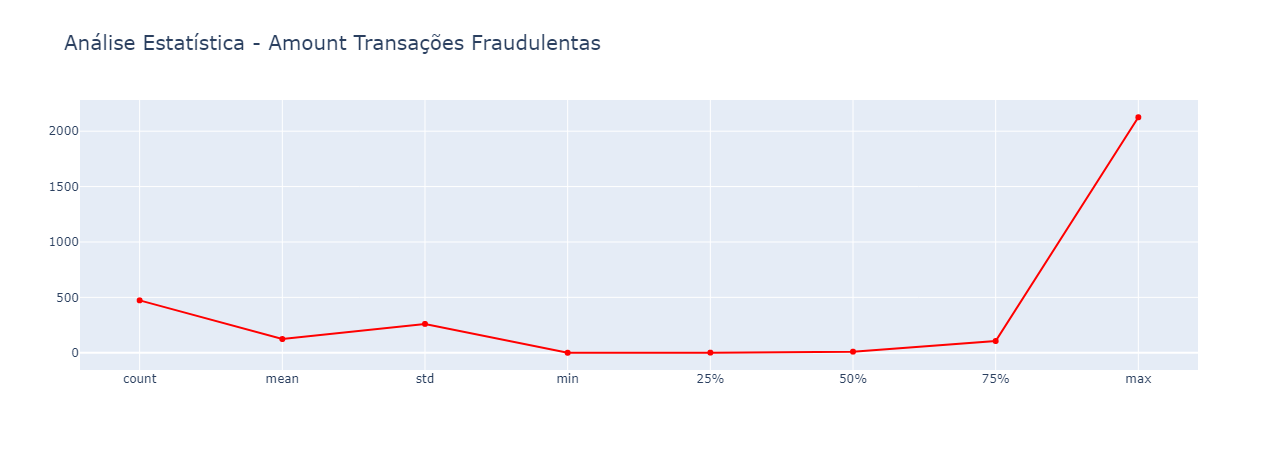 Análise Estatística - Amount Transações Fraudulentas
2000
1500
1000
500
0
count mean std min 25% 50% 75% max